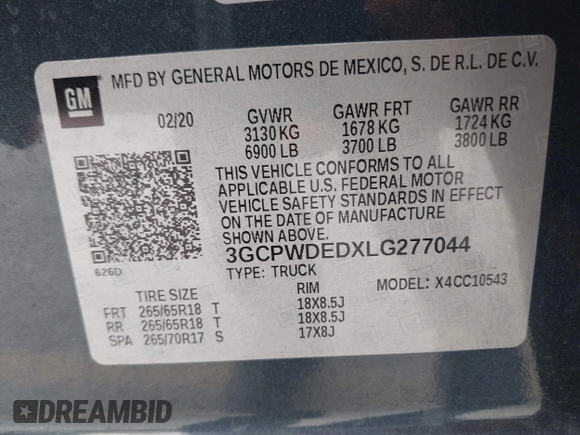 GM
MFD BY GENERAL MOTORS DE MEXICO, S. DE R.L. DE C.V.
02/20
GVWR GAWR FRT GAWR RR
3130 KG 1678 KG 1724 KG
6900 LB 3700 LB 3800 LB
THIS VEHICLE CONFORMS TO ALL
APPLICABLE U.S. FEDERAL MOTOR
VEHICLE SAFETY STANDARDS IN EFFECT
ON THE DATE OF MANUFACTURE
SHOWN ABOVE.
3GCPWDEDXLG277044
626D
TYPE: TRUCK
MODEL: X4CC10543
TIRE SIZE RIM
FRT 265/65R18 T 18X8.5J
RR 265/65R18 T 18X8.5J
SPA 265/70R17 S 17X8J
DREAMBID